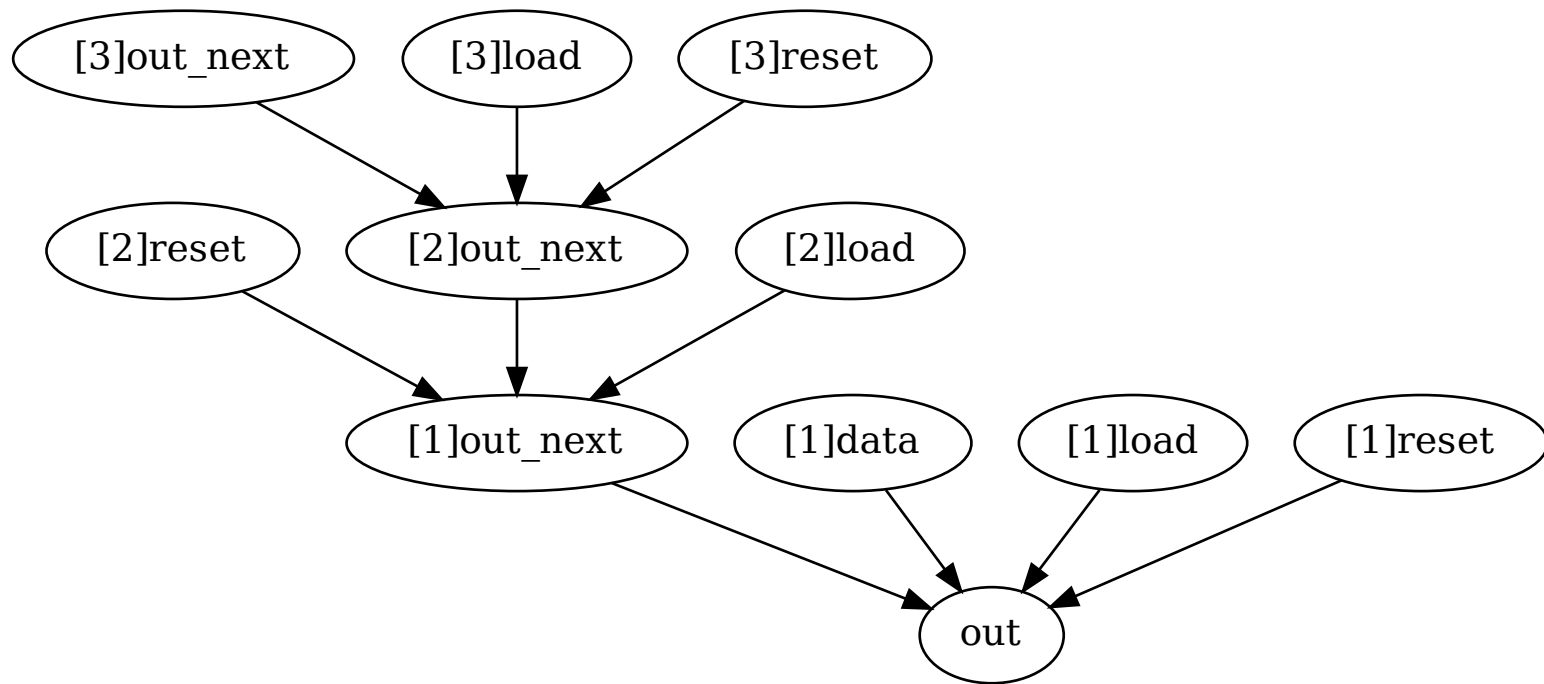 [3]out_next
[3]load
[3]reset
[2]reset
[2]out_next
[2]load
[1]out_next
[1]data
[1]load
[1]reset
out